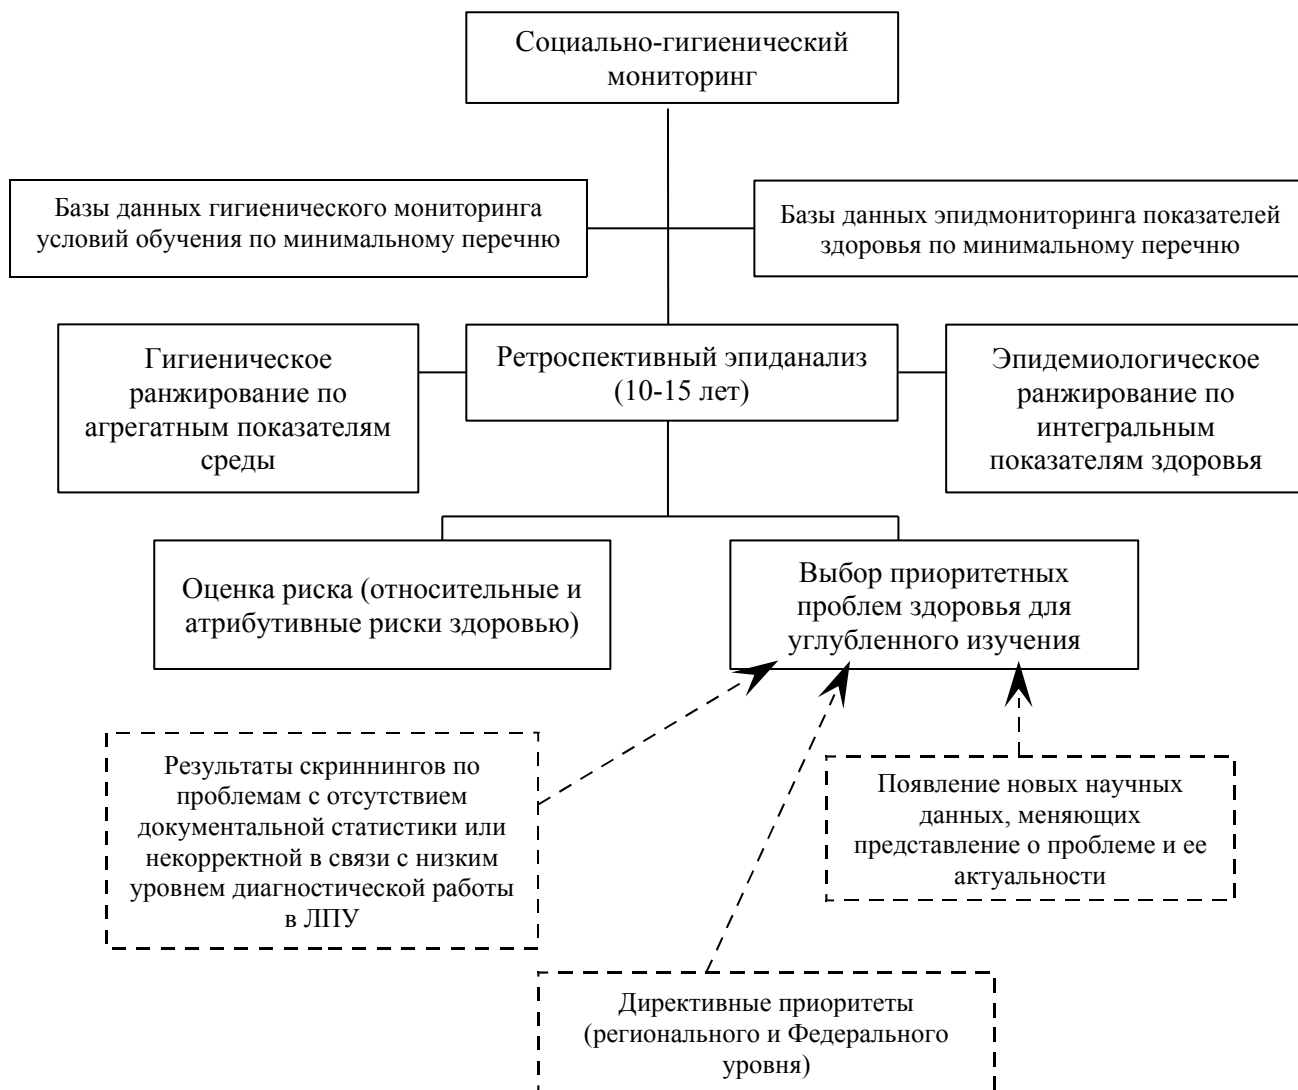 Социально-гигиенический
мониторинг
Базы данных гигиенического мониторинга
условий обучения по минимальному перечню
Базы данных эпидмониторинга показателей
здоровья по минимальному перечню
Гигиеническое
ранжирование по
агрегатным показателям
среды
Ретроспективный эпиданализ
(10-15 лет)
Эпидемиологическое
ранжирование по
интегральным
показателям здоровья
Оценка риска (относительные и
атрибутивные риски здоровью)
Выбор приоритетных
проблем здоровья для
углубленного изучения
Результаты скриннингов по
проблемам с отсутствием
документальной статистики или
некорректной в связи с низким
уровнем диагностической работы
в ЛПУ
Появление новых научных
данных, меняющих
представление о проблеме и ее
актуальности
Директивные приоритеты
(регионального и Федерального
уровня)